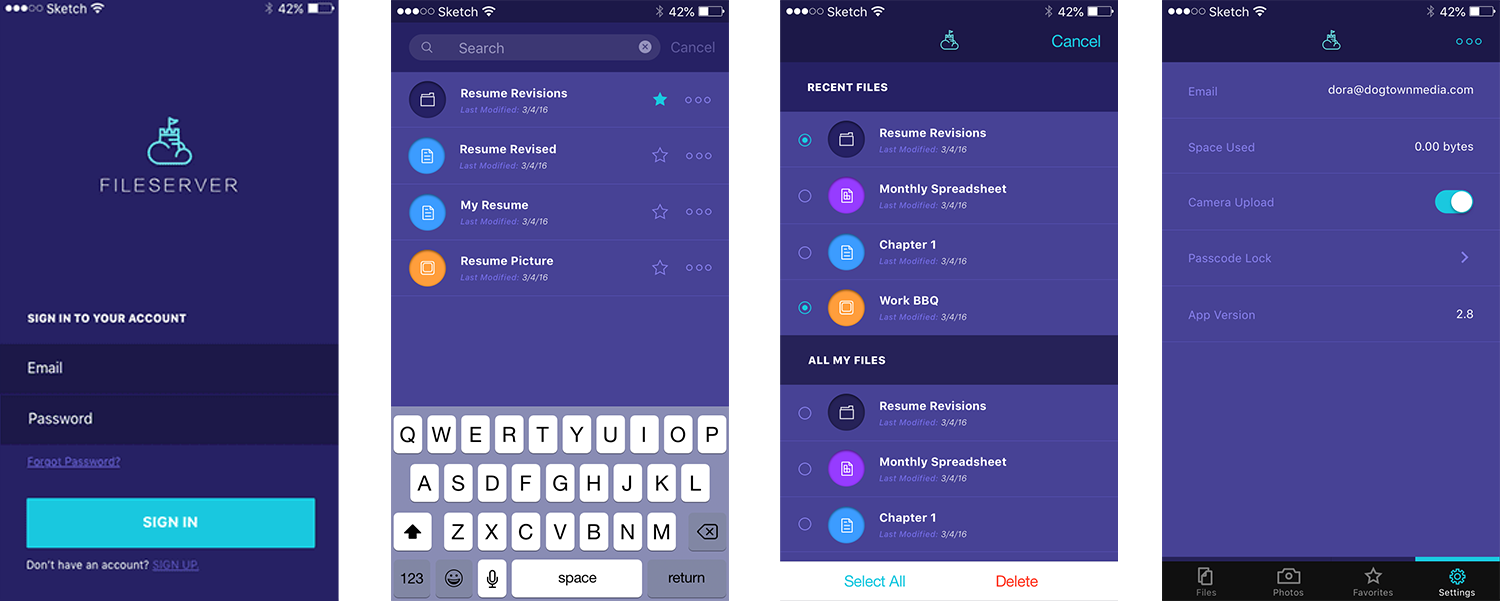 Sketch 42%
FILESERVER
SIGN IN TO YOUR ACCOUNT
Email
Password
Forgot Password?
SIGN IN
Don't have an account? SIGN UP.
Sketch 42%
Search Cancel
Resume Revisions
Last Modified: 3/4/16
Resume Revised
Last Modified: 3/4/16
My Resume
Last Modified: 3/4/16
Resume Picture
Last Modified: 3/4/16
Q W E R T Y U I O P
A S D F G H J K L
Z X C V B N M
123 space return
Sketch 42%
Cancel
RECENT FILES
Resume Revisions
Last Modified: 3/4/16
Monthly Spreadsheet
Last Modified: 3/4/16
Chapter 1
Last Modified: 3/4/16
Work BBQ
Last Modified: 3/4/16
ALL MY FILES
Resume Revisions
Last Modified: 3/4/16
Monthly Spreadsheet
Last Modified: 3/4/16
Chapter 1
Last Modified: 3/4/16
Select All Delete
Sketch 42%
Email dora@dogtownmedia.com
Space Used 0.00 bytes
Camera Upload
Passcode Lock
App Version 2.8
Files Photos Favorites Settings